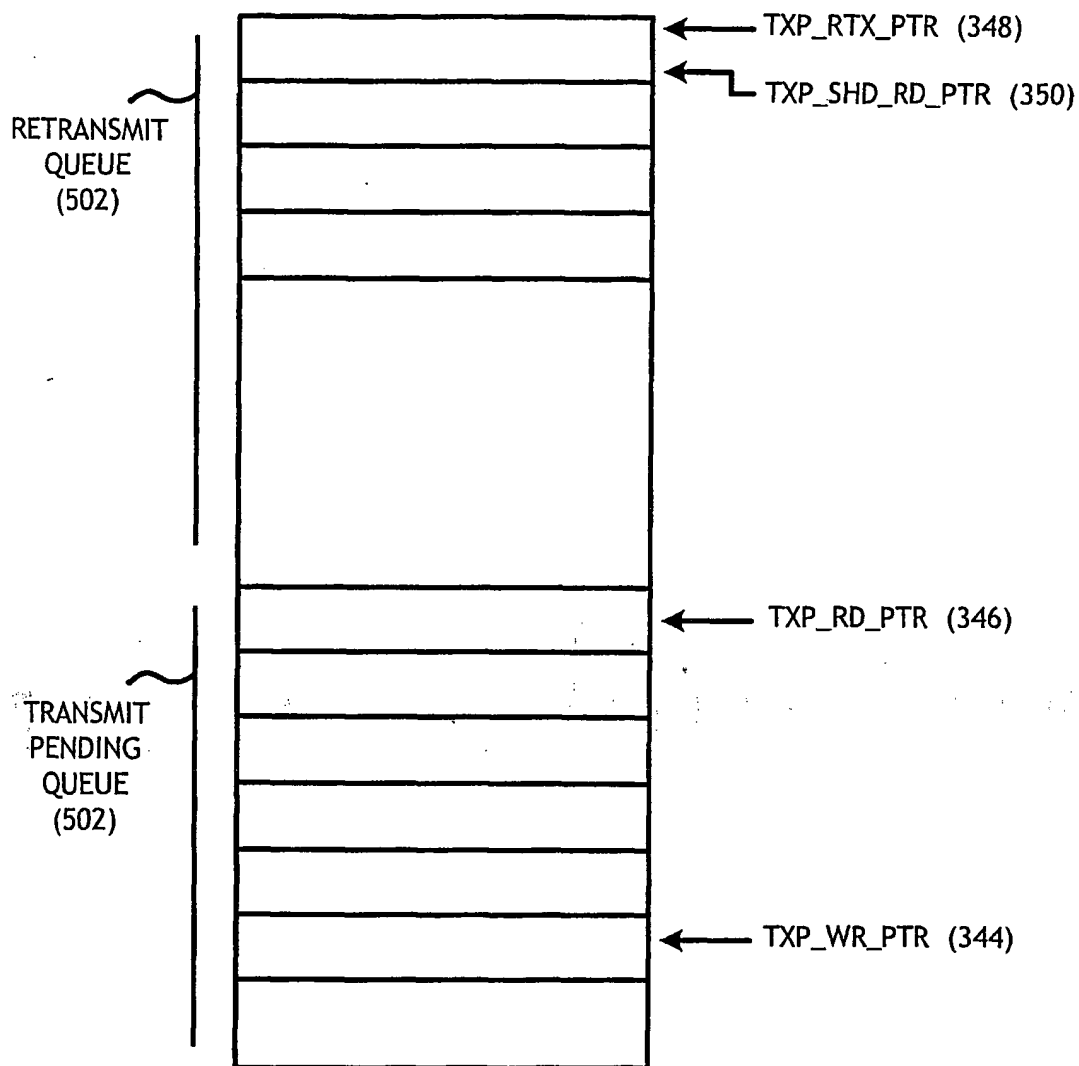 TXP_RTX_PTR (348)
TXP_SHD_RD_PTR (350)
RETRANSMIT
QUEUE
(502)
TXP_RD_PTR (346)
TRANSMIT
PENDING
QUEUE
(502)
TXP_WR_PTR (344)